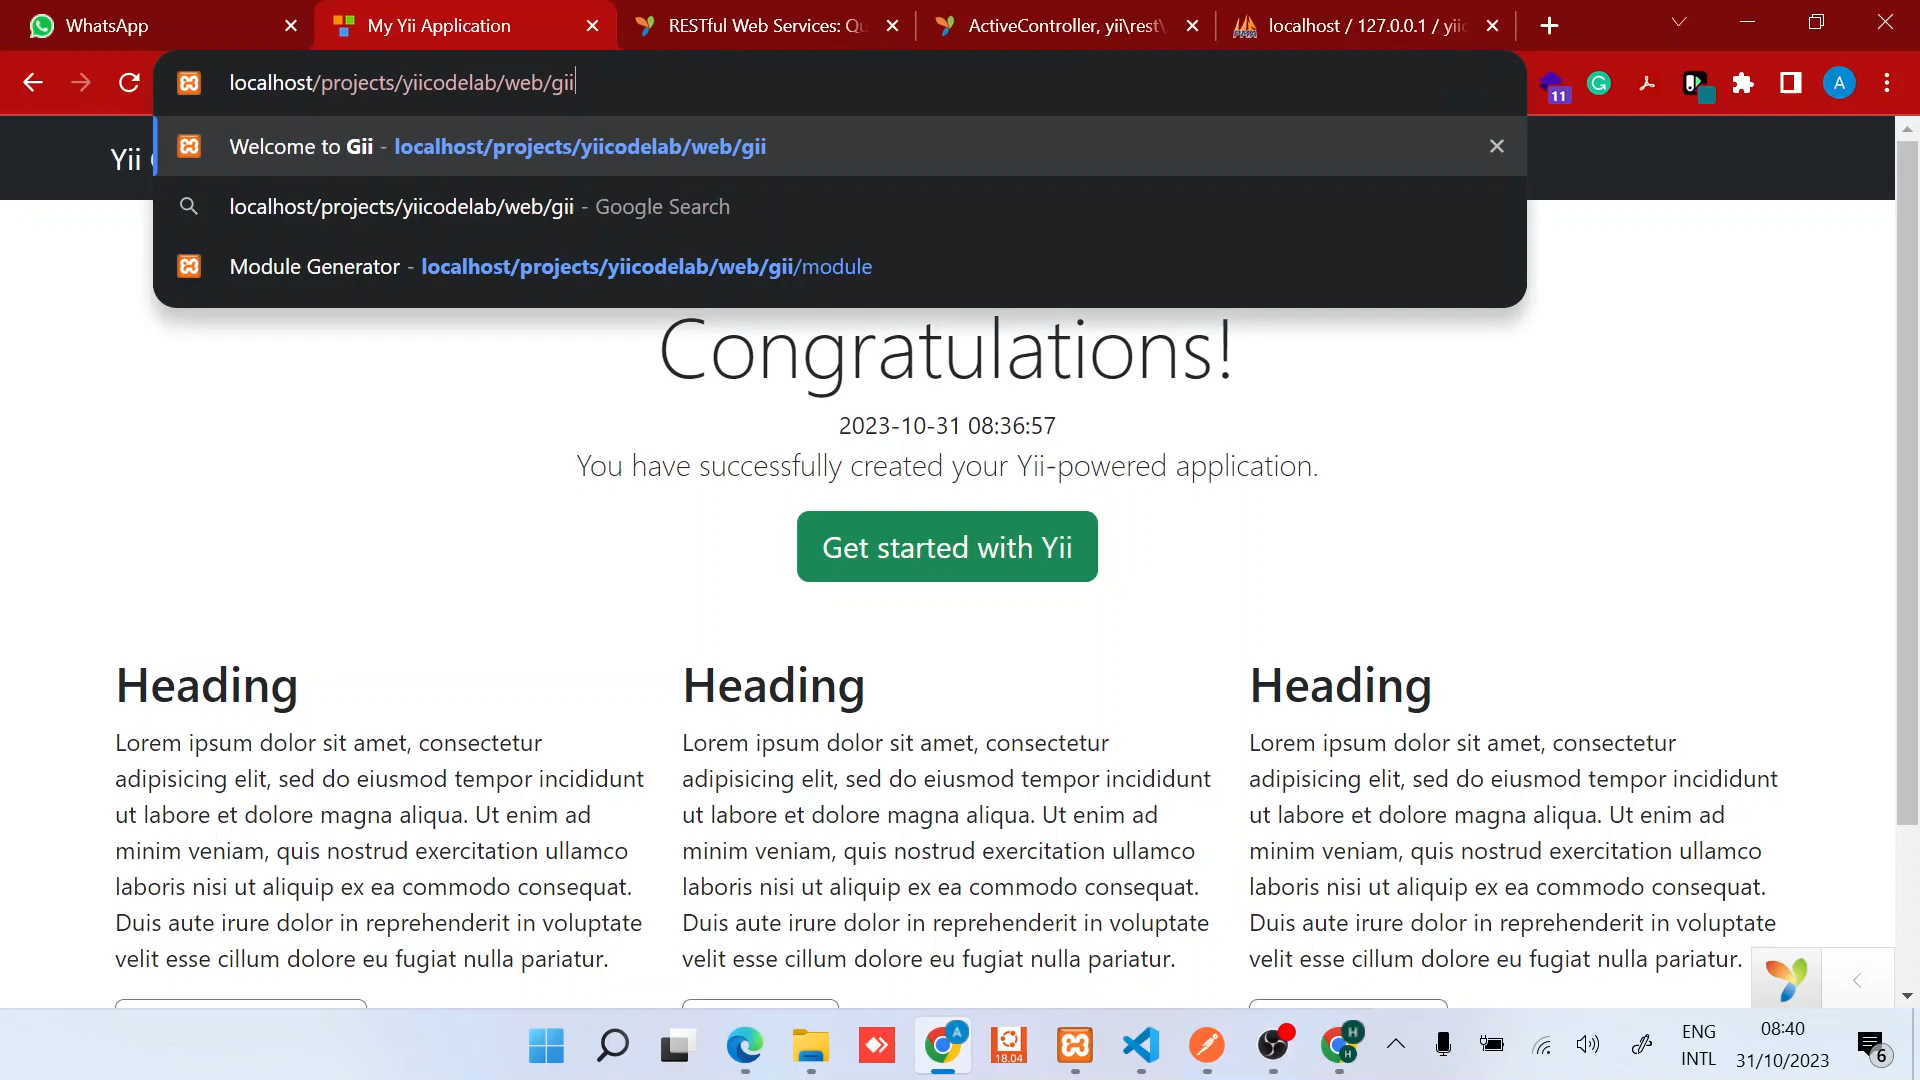 WhatsApp
My Yii Application
RESTful Web Services: Qu
ActiveController, yii\rest\
localhost / 127.0.0.1 / yiic
localhost/projects/yiicodelab/web/gii
11
A
Welcome to Gii - localhost/projects/yiicodelab/web/gii
localhost/projects/yiicodelab/web/gii - Google Search
Module Generator - localhost/projects/yiicodelab/web/gii/module
Yii
Congratulations!
2023-10-31 08:36:57
You have successfully created your Yii-powered application.
Get started with Yii
Heading
Lorem ipsum dolor sit amet, consectetur
adipisicing elit, sed do eiusmod tempor incididunt
ut labore et dolore magna aliqua. Ut enim ad
minim veniam, quis nostrud exercitation ullamco
laboris nisi ut aliquip ex ea commodo consequat.
Duis aute irure dolor in reprehenderit in voluptate
velit esse cillum dolore eu fugiat nulla pariatur.
Heading
Lorem ipsum dolor sit amet, consectetur
adipisicing elit, sed do eiusmod tempor incididunt
ut labore et dolore magna aliqua. Ut enim ad
minim veniam, quis nostrud exercitation ullamco
laboris nisi ut aliquip ex ea commodo consequat.
Duis aute irure dolor in reprehenderit in voluptate
velit esse cillum dolore eu fugiat nulla pariatur.
Heading
Lorem ipsum dolor sit amet, consectetur
adipisicing elit, sed do eiusmod tempor incididunt
ut labore et dolore magna aliqua. Ut enim ad
minim veniam, quis nostrud exercitation ullamco
laboris nisi ut aliquip ex ea commodo consequat.
Duis aute irure dolor in reprehenderit in voluptate
velit esse cillum dolore eu fugiat nulla pariatur.
A
18.04
H
H
ENG
INTL
08:40
31/10/2023
6